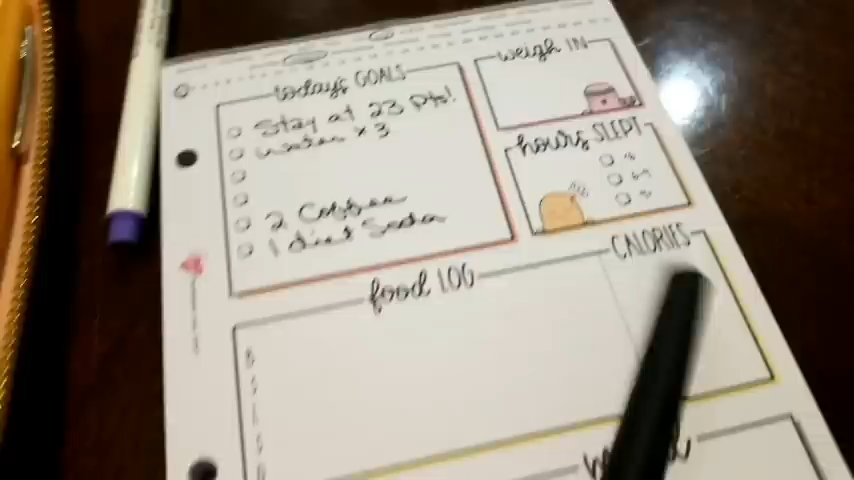 today's GOALS
Stay at 23 Pts!
water x 3
2 Coffee
1 diet Soda
weigh IN
hours SLEPT
food LOG
CALORIES
B
S
L
S
D